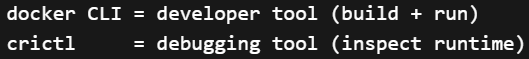 docker CLI = developer tool (build + run)
crictl     = debugging tool (inspect runtime)